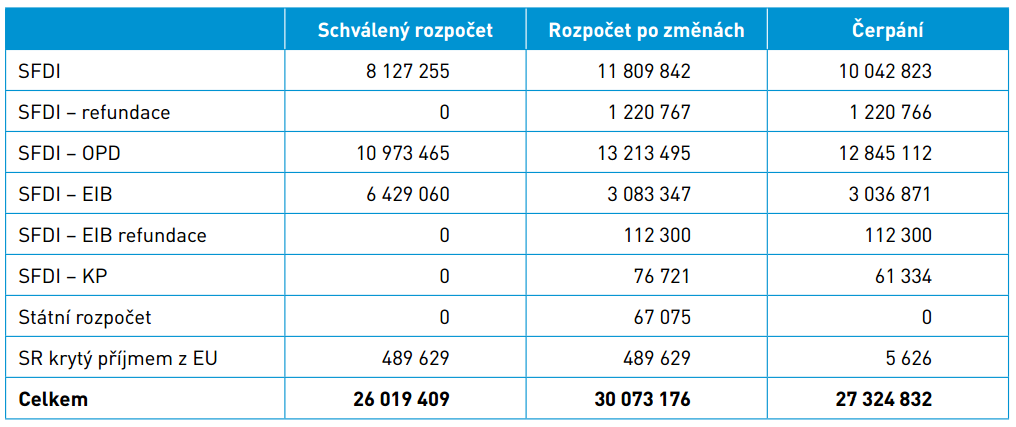 Schválený rozpočet Rozpočet po změnách Čerpání
SFDI 8 127 255 11 809 842 10 042 823
SFDI – refundace 0 1 220 767 1 220 766
SFDI – OPD 10 973 465 13 213 495 12 845 112
SFDI – EIB 6 429 060 3 083 347 3 036 871
SFDI – EIB refundace 0 112 300 112 300
SFDI – KP 0 76 721 61 334
Státní rozpočet 0 67 075 0
SR krytý příjmem z EU 489 629 489 629 5 626
Celkem 26 019 409 30 073 176 27 324 832